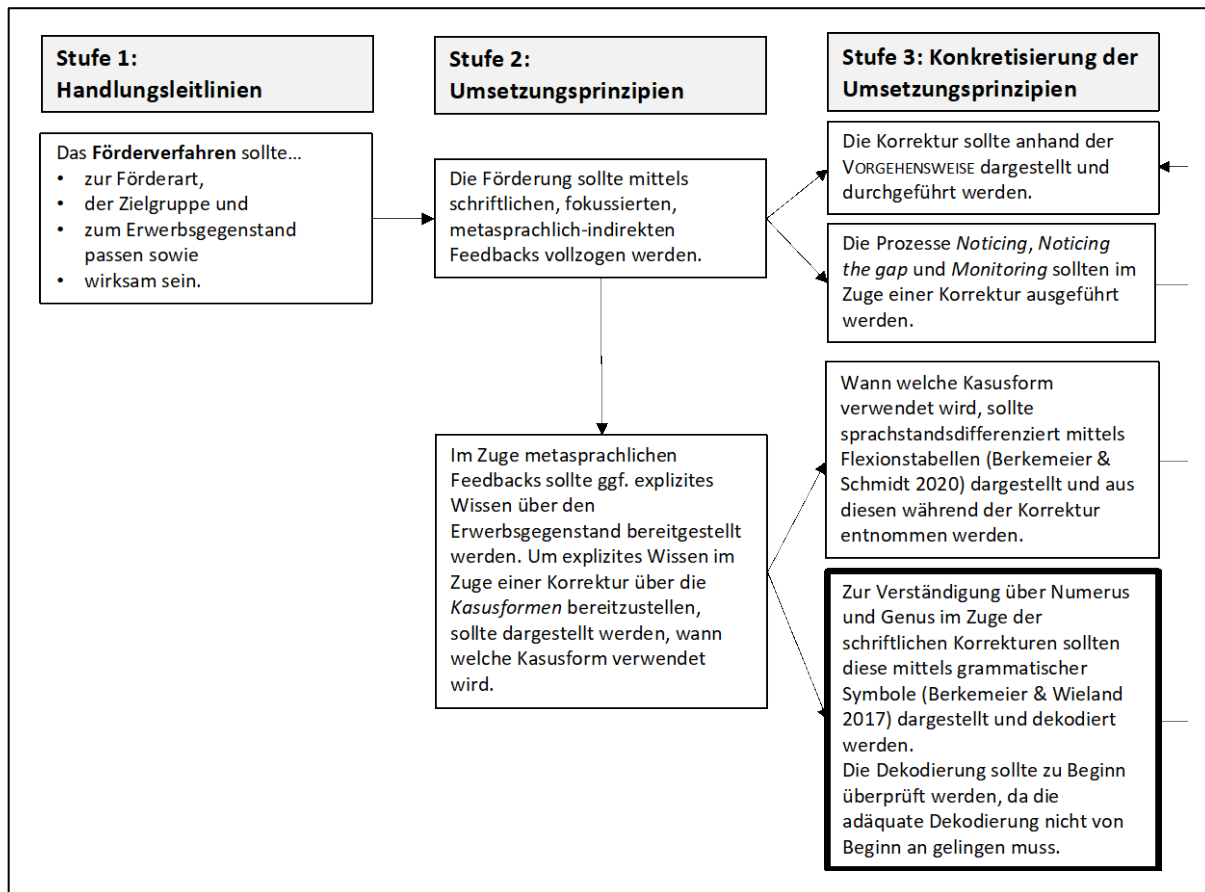 Stufe 1:
Handlungsleitlinien
Das Förderverfahren sollte…
• zur Förderart,
• der Zielgruppe und
• zum Erwerbsgegenstand
passen sowie
• wirksam sein.
Stufe 2:
Umsetzungsprinzipien
Die Förderung sollte mittels
schriftlichen, fokussierten,
metasprachlich-indirekten
Feedbacks vollzogen werden.
Im Zuge metasprachlichen
Feedbacks sollte ggf. explizites
Wissen über den
Erwerbsgegenstand bereitgestellt
werden. Um explizites Wissen im
Zuge einer Korrektur über die
Kasusformen bereitzustellen,
sollte dargestellt werden, wann
welche Kasusform verwendet
wird.
Stufe 3: Konkretisierung der
Umsetzungsprinzipien
Die Korrektur sollte anhand der
VORGEHENSWEISE dargestellt und
durchgeführt werden.
Die Prozesse Noticing, Noticing
the gap und Monitoring sollten im
Zuge einer Korrektur ausgeführt
werden.
Wann welche Kasusform
verwendet wird, sollte
sprachstandsdifferenziert mittels
Flexionstabellen (Berkemeier &
Schmidt 2020) dargestellt und aus
diesen während der Korrektur
entnommen werden.
Zur Verständigung über Numerus
und Genus im Zuge der
schriftlichen Korrekturen sollten
diese mittels grammatischer
Symbole (Berkemeier & Wieland
2017) dargestellt und dekodiert
werden.
Die Dekodierung sollte zu Beginn
überprüft werden, da die
adäquate Dekodierung nicht von
Beginn an gelingen muss.